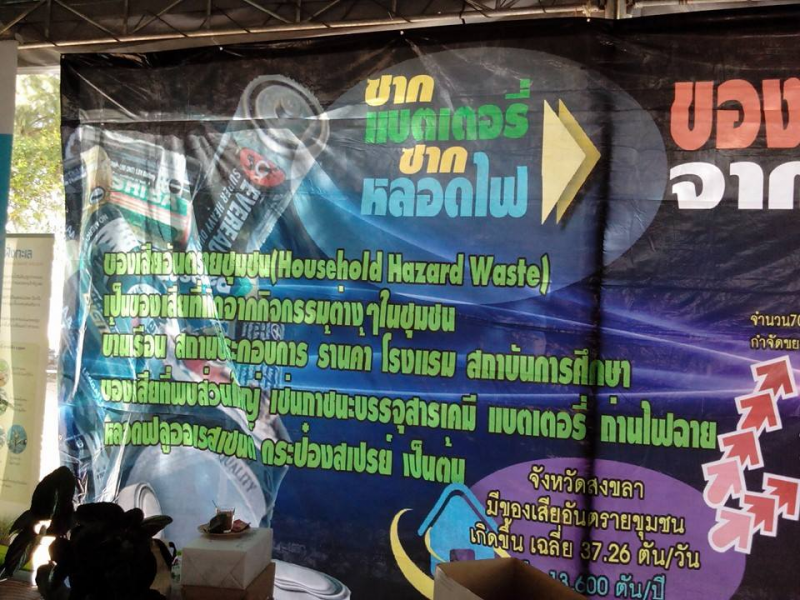 ซาก
แบตเตอรี่
ซาก
หลอดไฟ
ของ
จาก
EVEREADY
SUPER HEAVY
ของเสียอันตรายชุมชน(Household Hazard Waste)
เป็นของเสียที่เกิดจากกิจกรรมต่างๆในชุมชน
บ้านเรือน สถานประกอบการ ร้านค้า โรงแรม สถาบันการศึกษา
ของเสียที่พบส่วนใหญ่ เช่นภาชนะบรรจุสารเคมี แบตเตอรี่ ถ่านไฟฉาย
หลอดฟลูออเรสเซนต์ กระป๋องสเปรย์ เป็นต้น
จำนวน70
กำจัดขย
จังหวัดสงขลา
มีของเสียอันตรายชุมชน
เกิดขึ้น เฉลี่ย 37.26 ตัน/วัน
13,600 ตัน/ปี